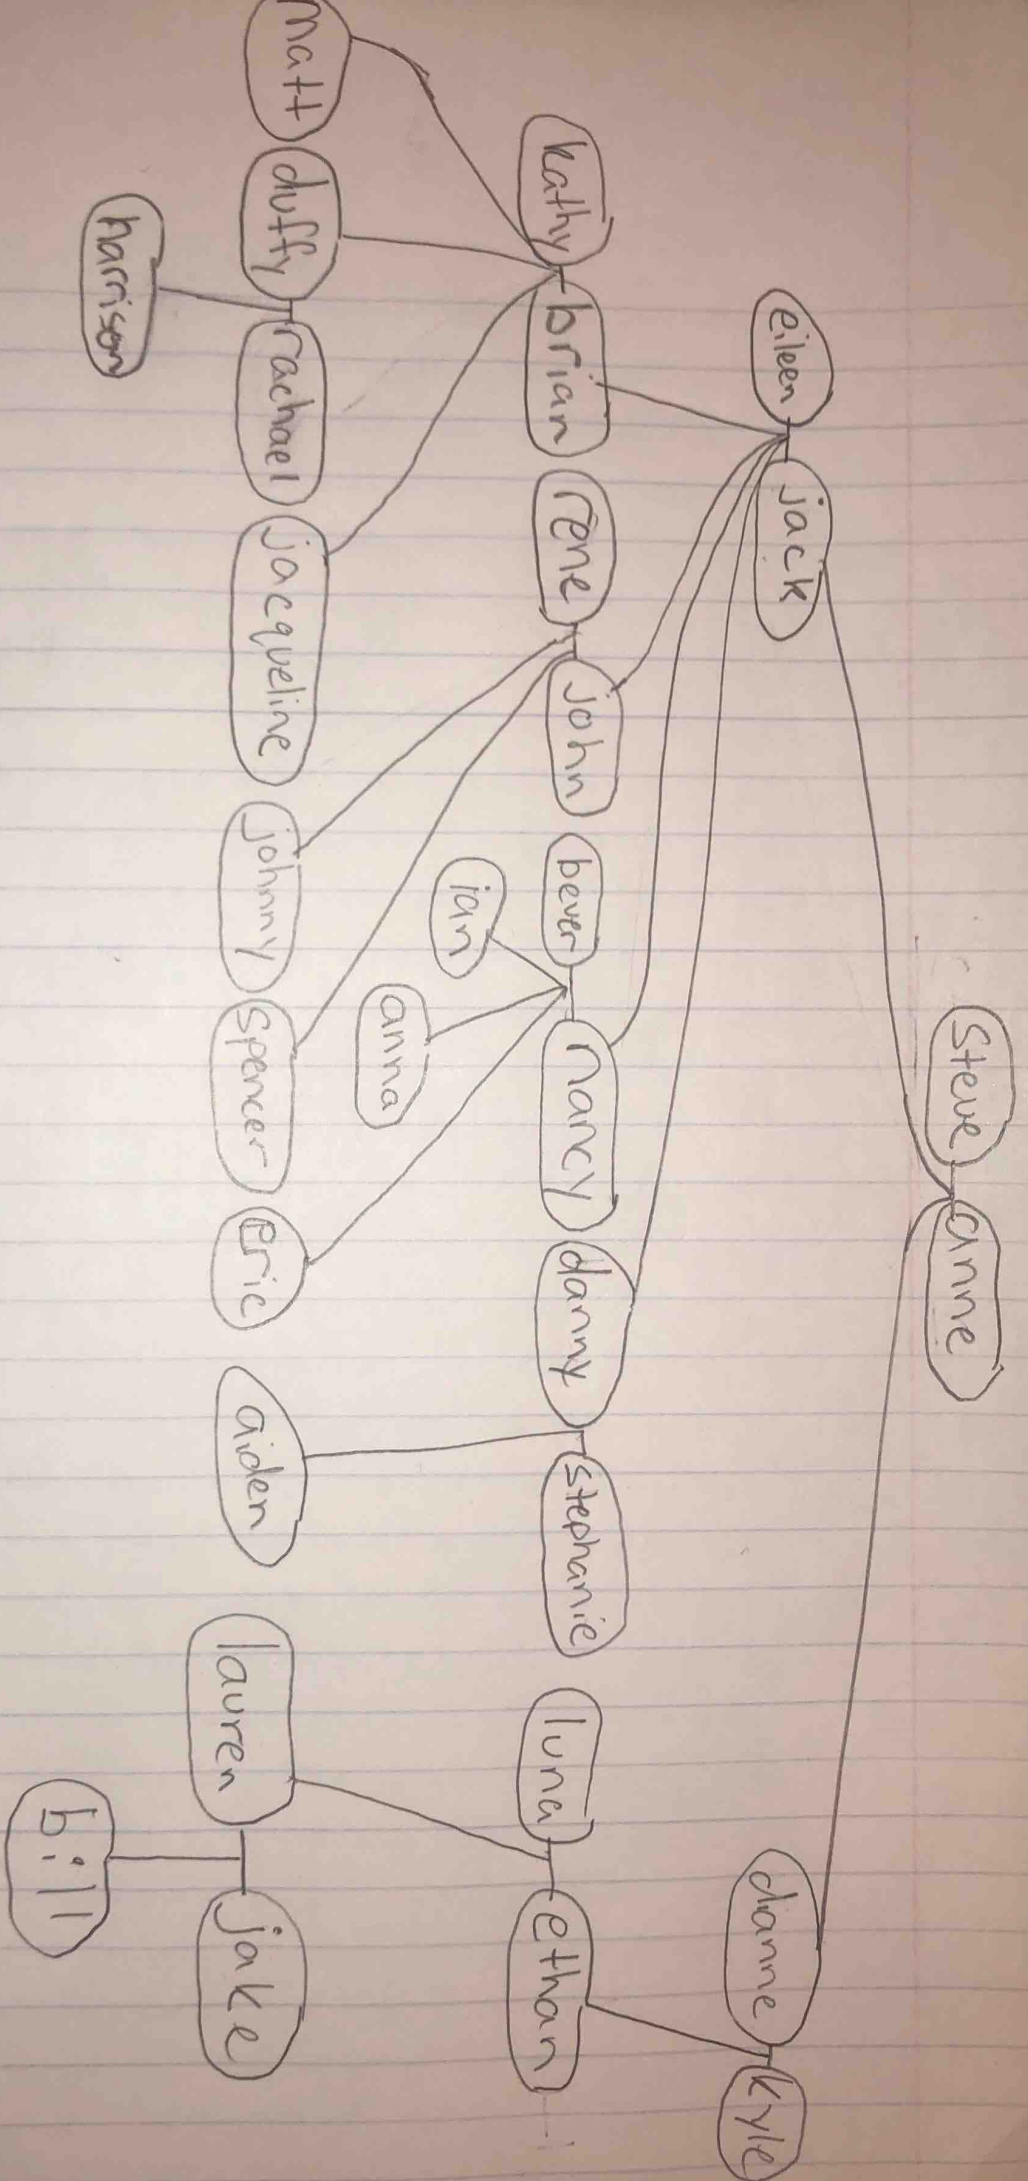 Steve anne
eileen jack dianne kyle
kathy brian rene john bever nancy danny stephanie luna ethan
ian
anna
matt duffy rachael jacqueline johnny spencer eric aiden lauren jake
harrison bill